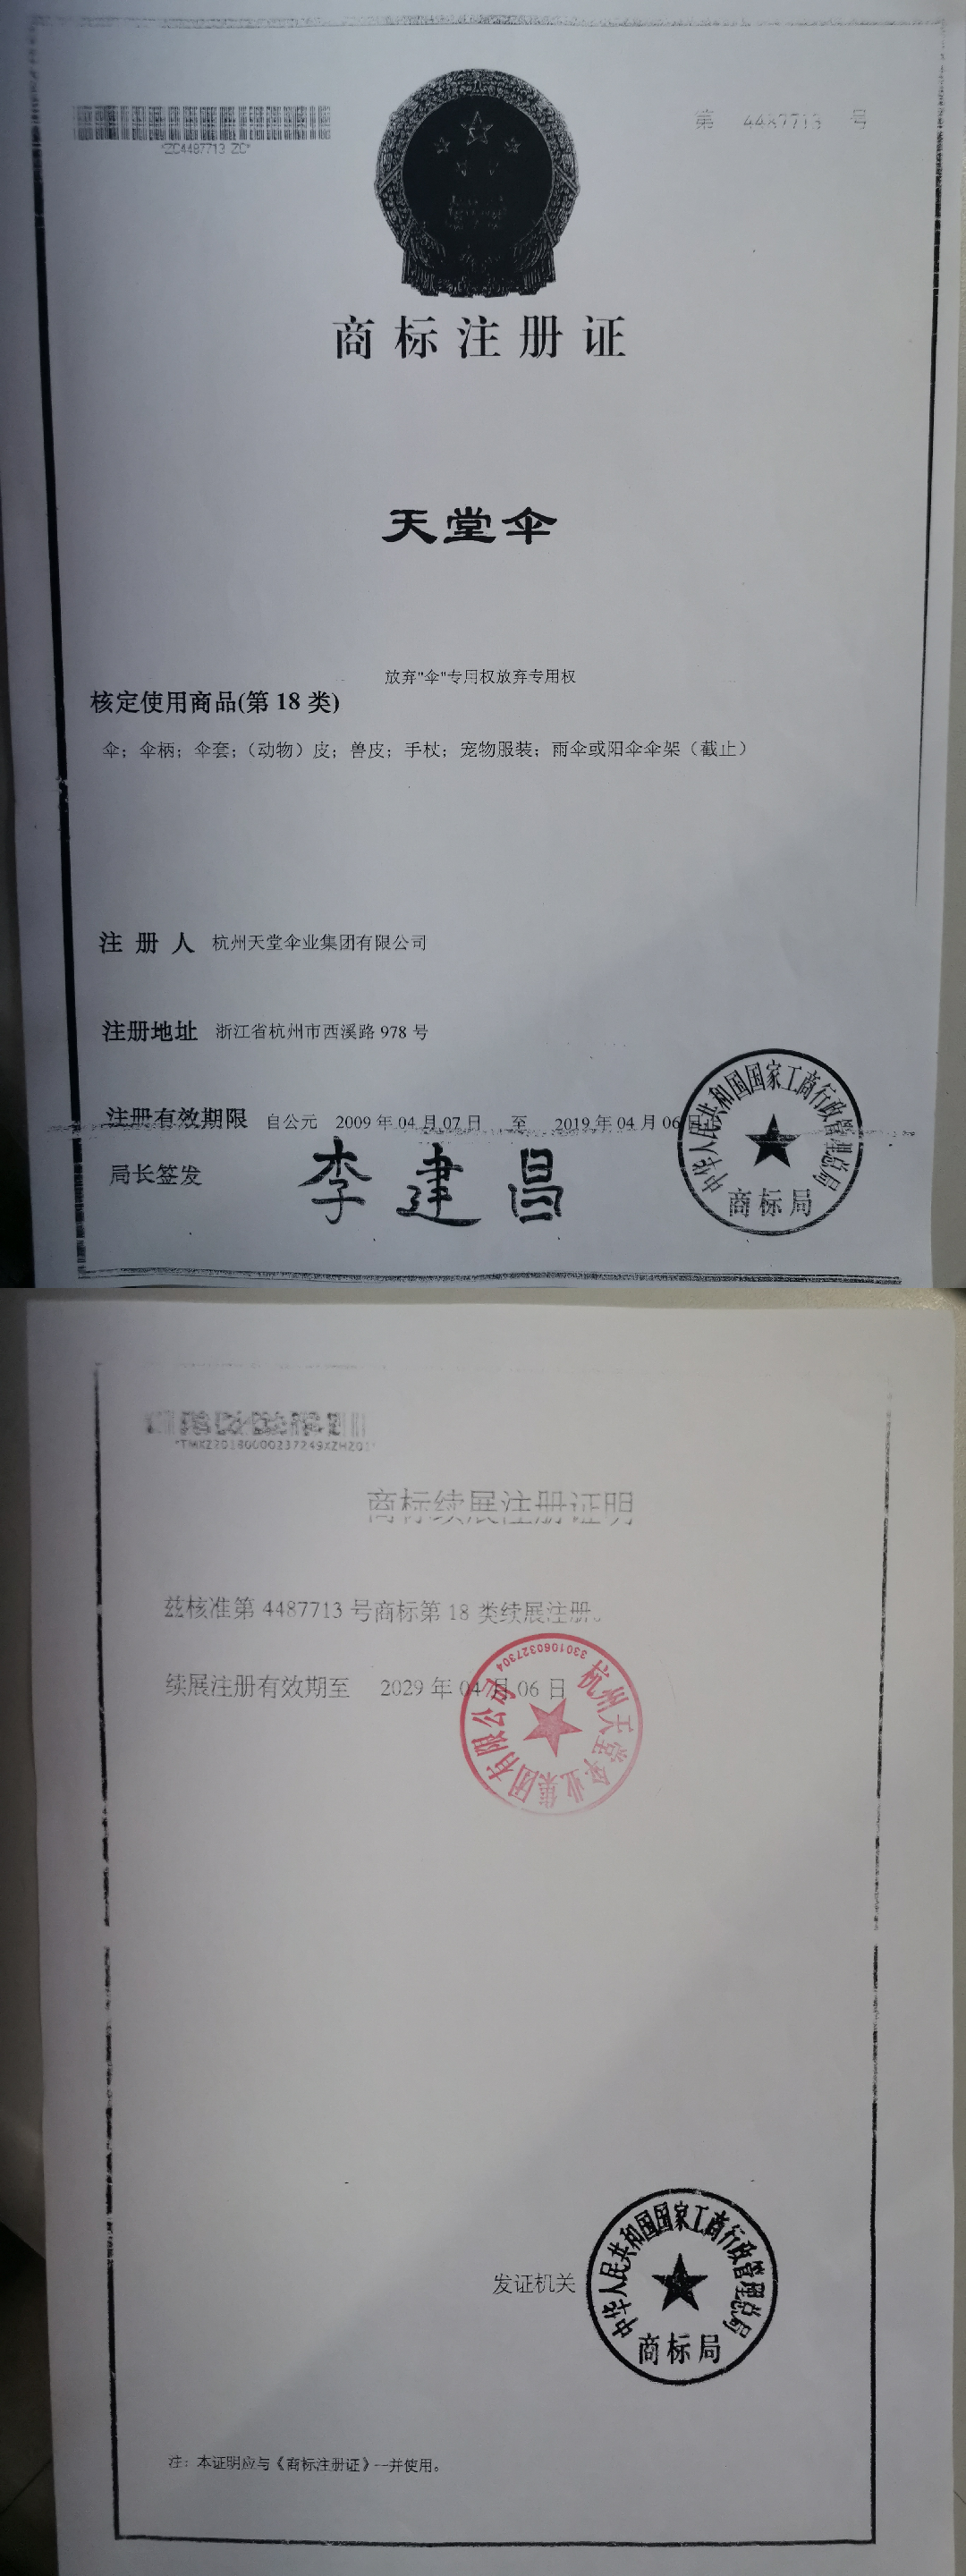 *ZC4487713 ZC*
第 4487713 号
商标注册证
天堂伞
放弃"伞"专用权放弃专用权
核定使用商品(第 18 类)
伞；伞柄；伞套；（动物）皮；兽皮；手杖；宠物服装；雨伞或阳伞伞架（截止）
注 册 人 杭州天堂伞业集团有限公司
注册地址 浙江省杭州市西溪路 978 号
注册有效期限 自公元 2009 年 04 月 07 日 至 2019 年 04 月 06 日
局长签发 李建昌
中华人民共和国国家工商行政管理总局
商标局
商标续展注册证明
兹核准第 4487713 号商标第 18 类续展注册。
续展注册有效期至 2029 年 04 月 06 日
杭州天堂伞业集团有限公司
3301060327304
发证机关
中华人民共和国国家工商行政管理总局
商标局
注：本证明应与《商标注册证》一并使用。